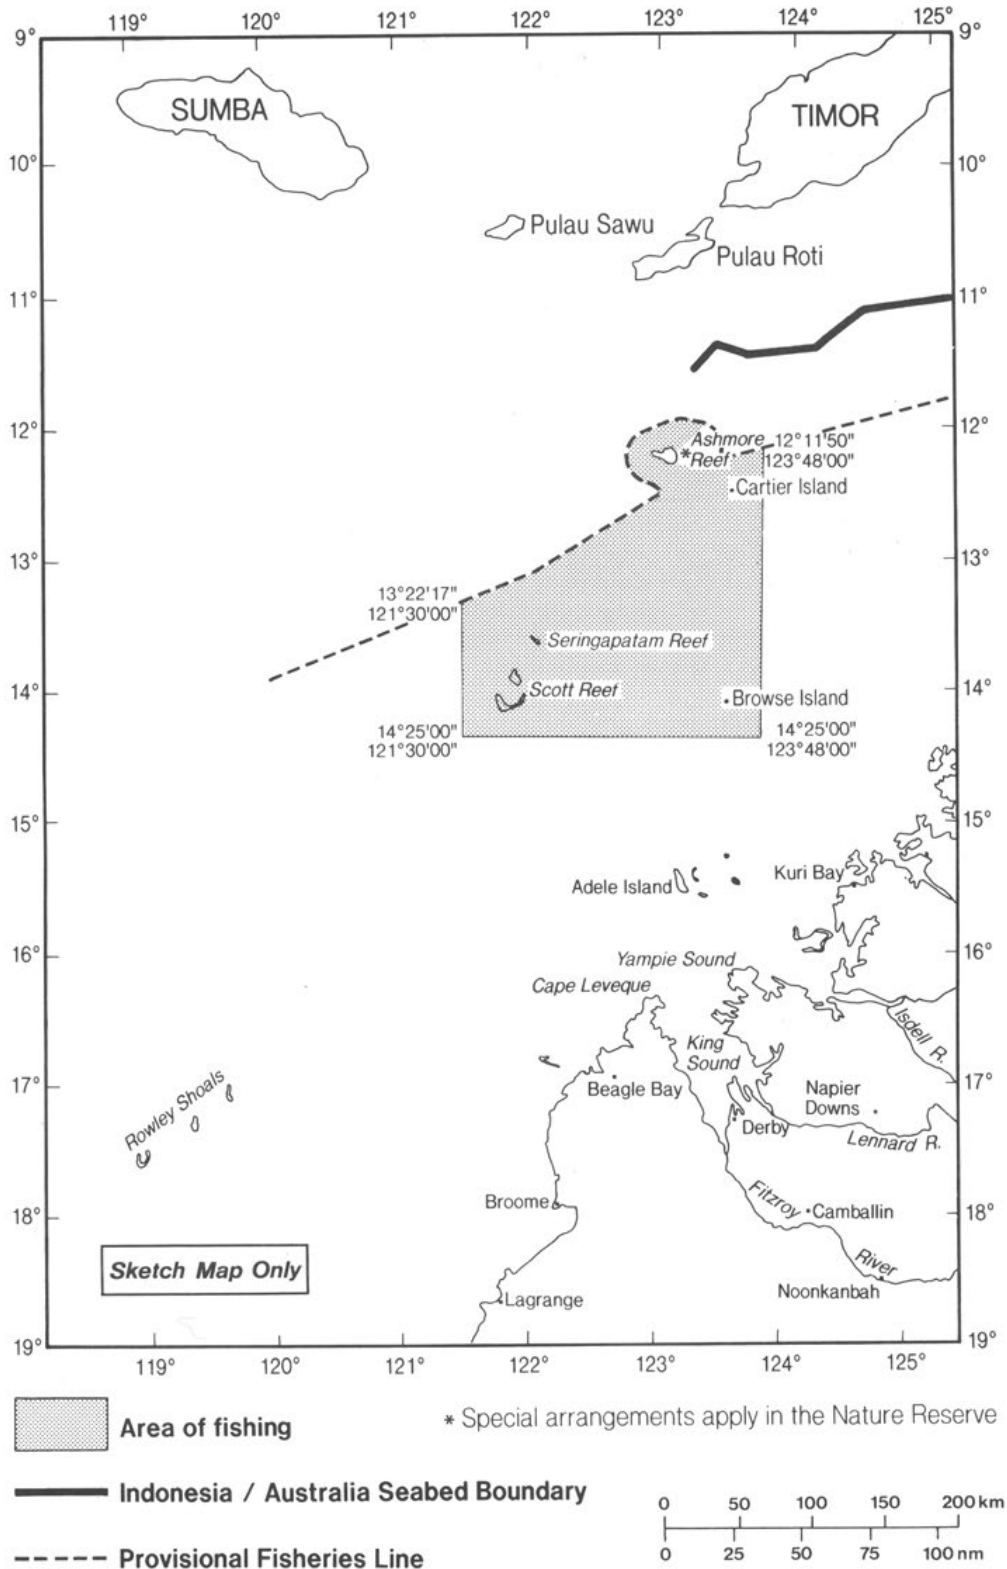 119° 120° 121° 122° 123° 124° 125°
9° 9°
SUMBA
TIMOR
10° 10°
Pulau Sawu
Pulau Roti
11° 11°
12° 12°
Ashmore 12°11'50"
*Reef 123°48'00"
Cartier Island
13° 13°
13°22'17"
121°30'00"
Seringapatam Reef
Scott Reef
Browse Island
14° 14°
14°25'00" 14°25'00"
121°30'00" 123°48'00"
15° 15°
Kuri Bay
Adele Island
16° 16°
Yampie Sound
Cape Leveque
Isdell R.
King
Sound
17° 17°
Rowley Shoals
Beagle Bay
Napier
Downs
Derby
Lennard R.
Broome
Fitzroy
Camballin
18° 18°
River
Sketch Map Only
Noonkanbah
Lagrange
19° 19°
119° 120° 121° 122° 123° 124° 125°
Area of fishing
* Special arrangements apply in the Nature Reserve
Indonesia / Australia Seabed Boundary
Provisional Fisheries Line
0 50 100 150 200 km
0 25 50 75 100 nm